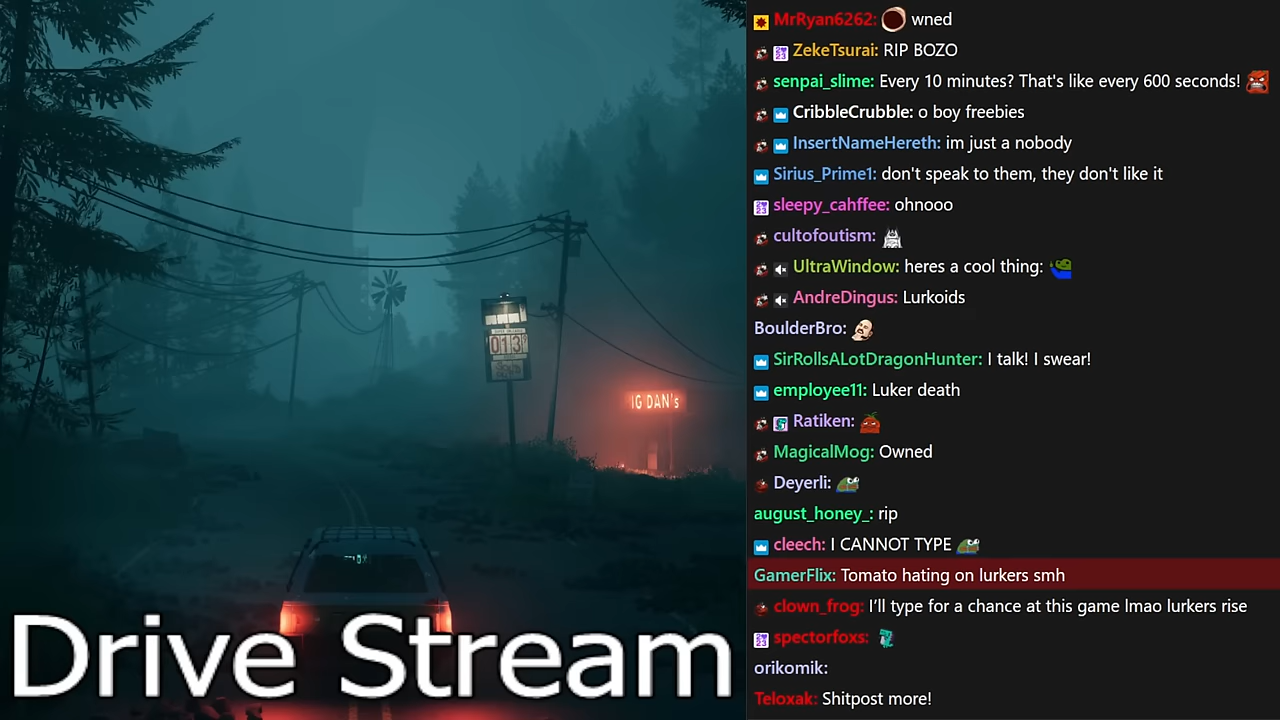 013
IG DAN's
Drive Stream
MrRyan6262: wned
ZekeTsurai: RIP BOZO
senpai_slime: Every 10 minutes? That's like every 600 seconds!
CribbleCrubble: o boy freebies
InsertNameHereth: im just a nobody
Sirius_Prime1: don't speak to them, they don't like it
sleepy_cahffee: ohnooo
cultofoutism:
UltraWindow: heres a cool thing:
AndreDingus: Lurkoids
BoulderBro:
SirRollsALotDragonHunter: I talk! I swear!
employee11: Luker death
Ratiken:
MagicalMog: Owned
Deyerli:
august_honey_: rip
cleech: I CANNOT TYPE
GamerFlix: Tomato hating on lurkers smh
clown_frog: I’ll type for a chance at this game lmao lurkers rise
spectorfoxs:
orikomik:
Teloxak: Shitpost more!